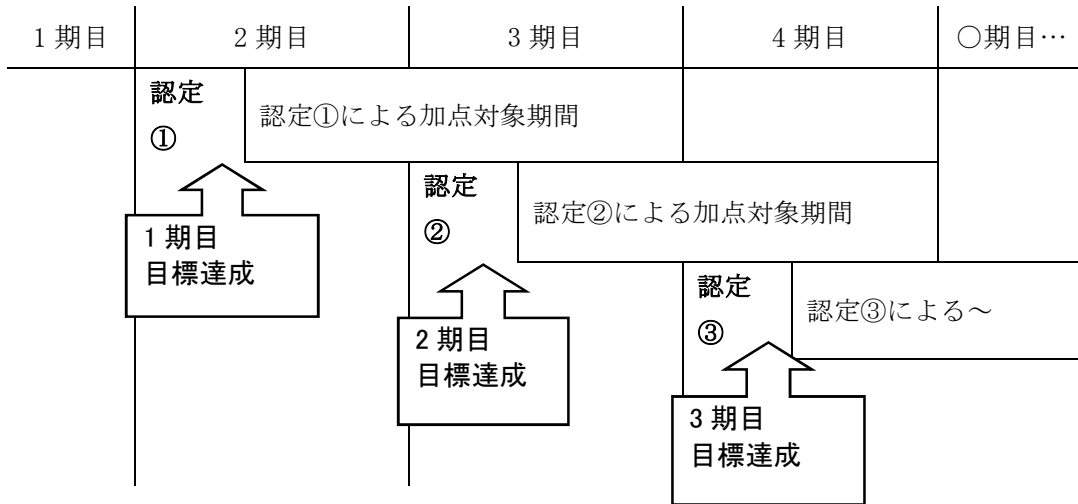 1 期目
2 期目
3 期目
4 期目
○期目…
認定
①
認定①による加点対象期間
1 期目
目標達成
認定
②
認定②による加点対象期間
2 期目
目標達成
認定
③
認定③による～
3 期目
目標達成